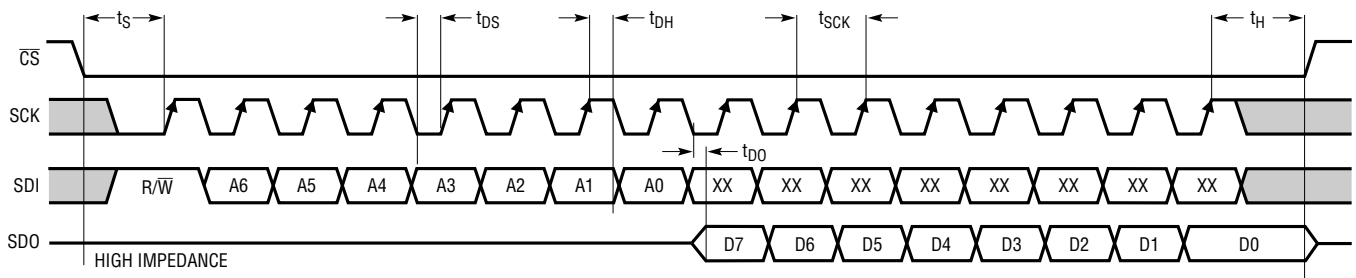 tS tDS tDH tSCK tH
C̅S̅
SCK
tDO
SDI R/W̅ A6 A5 A4 A3 A2 A1 A0 XX XX XX XX XX XX XX XX
SDO D7 D6 D5 D4 D3 D2 D1 D0
HIGH IMPEDANCE